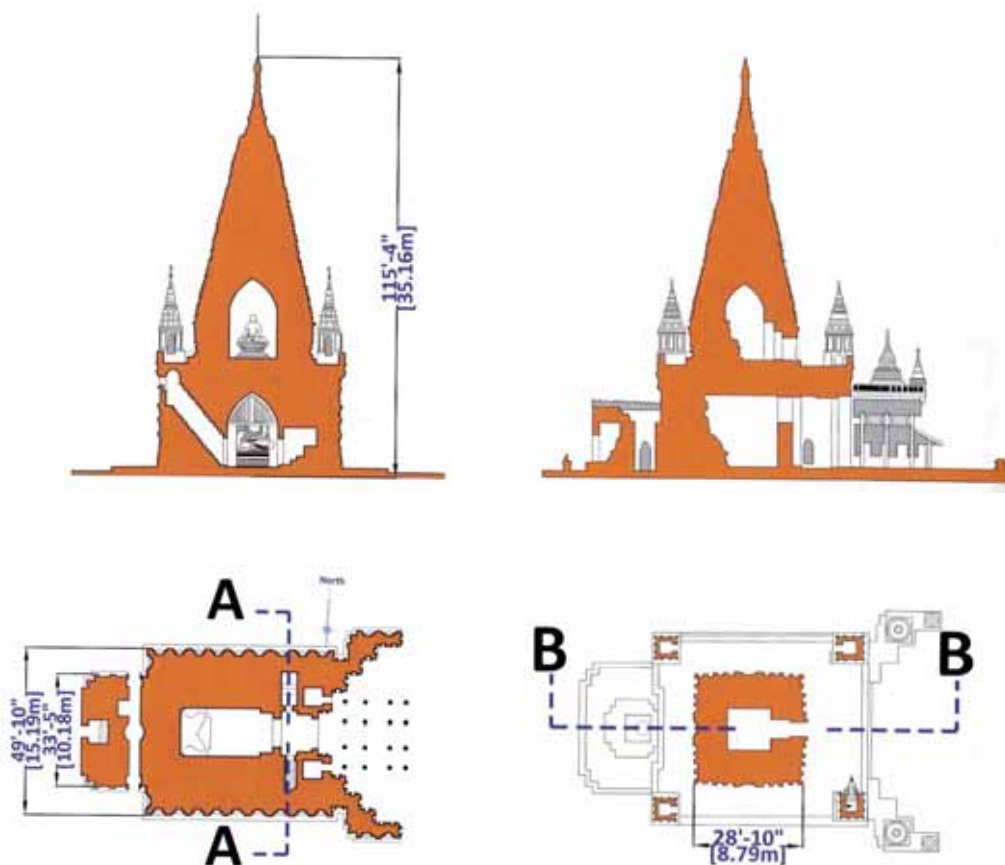 115'-4"
[35.16m]
A
North
49'-10"
[15.19m]
33'-5"
[10.18m]
A
B
B
28'-10"
[8.79m]